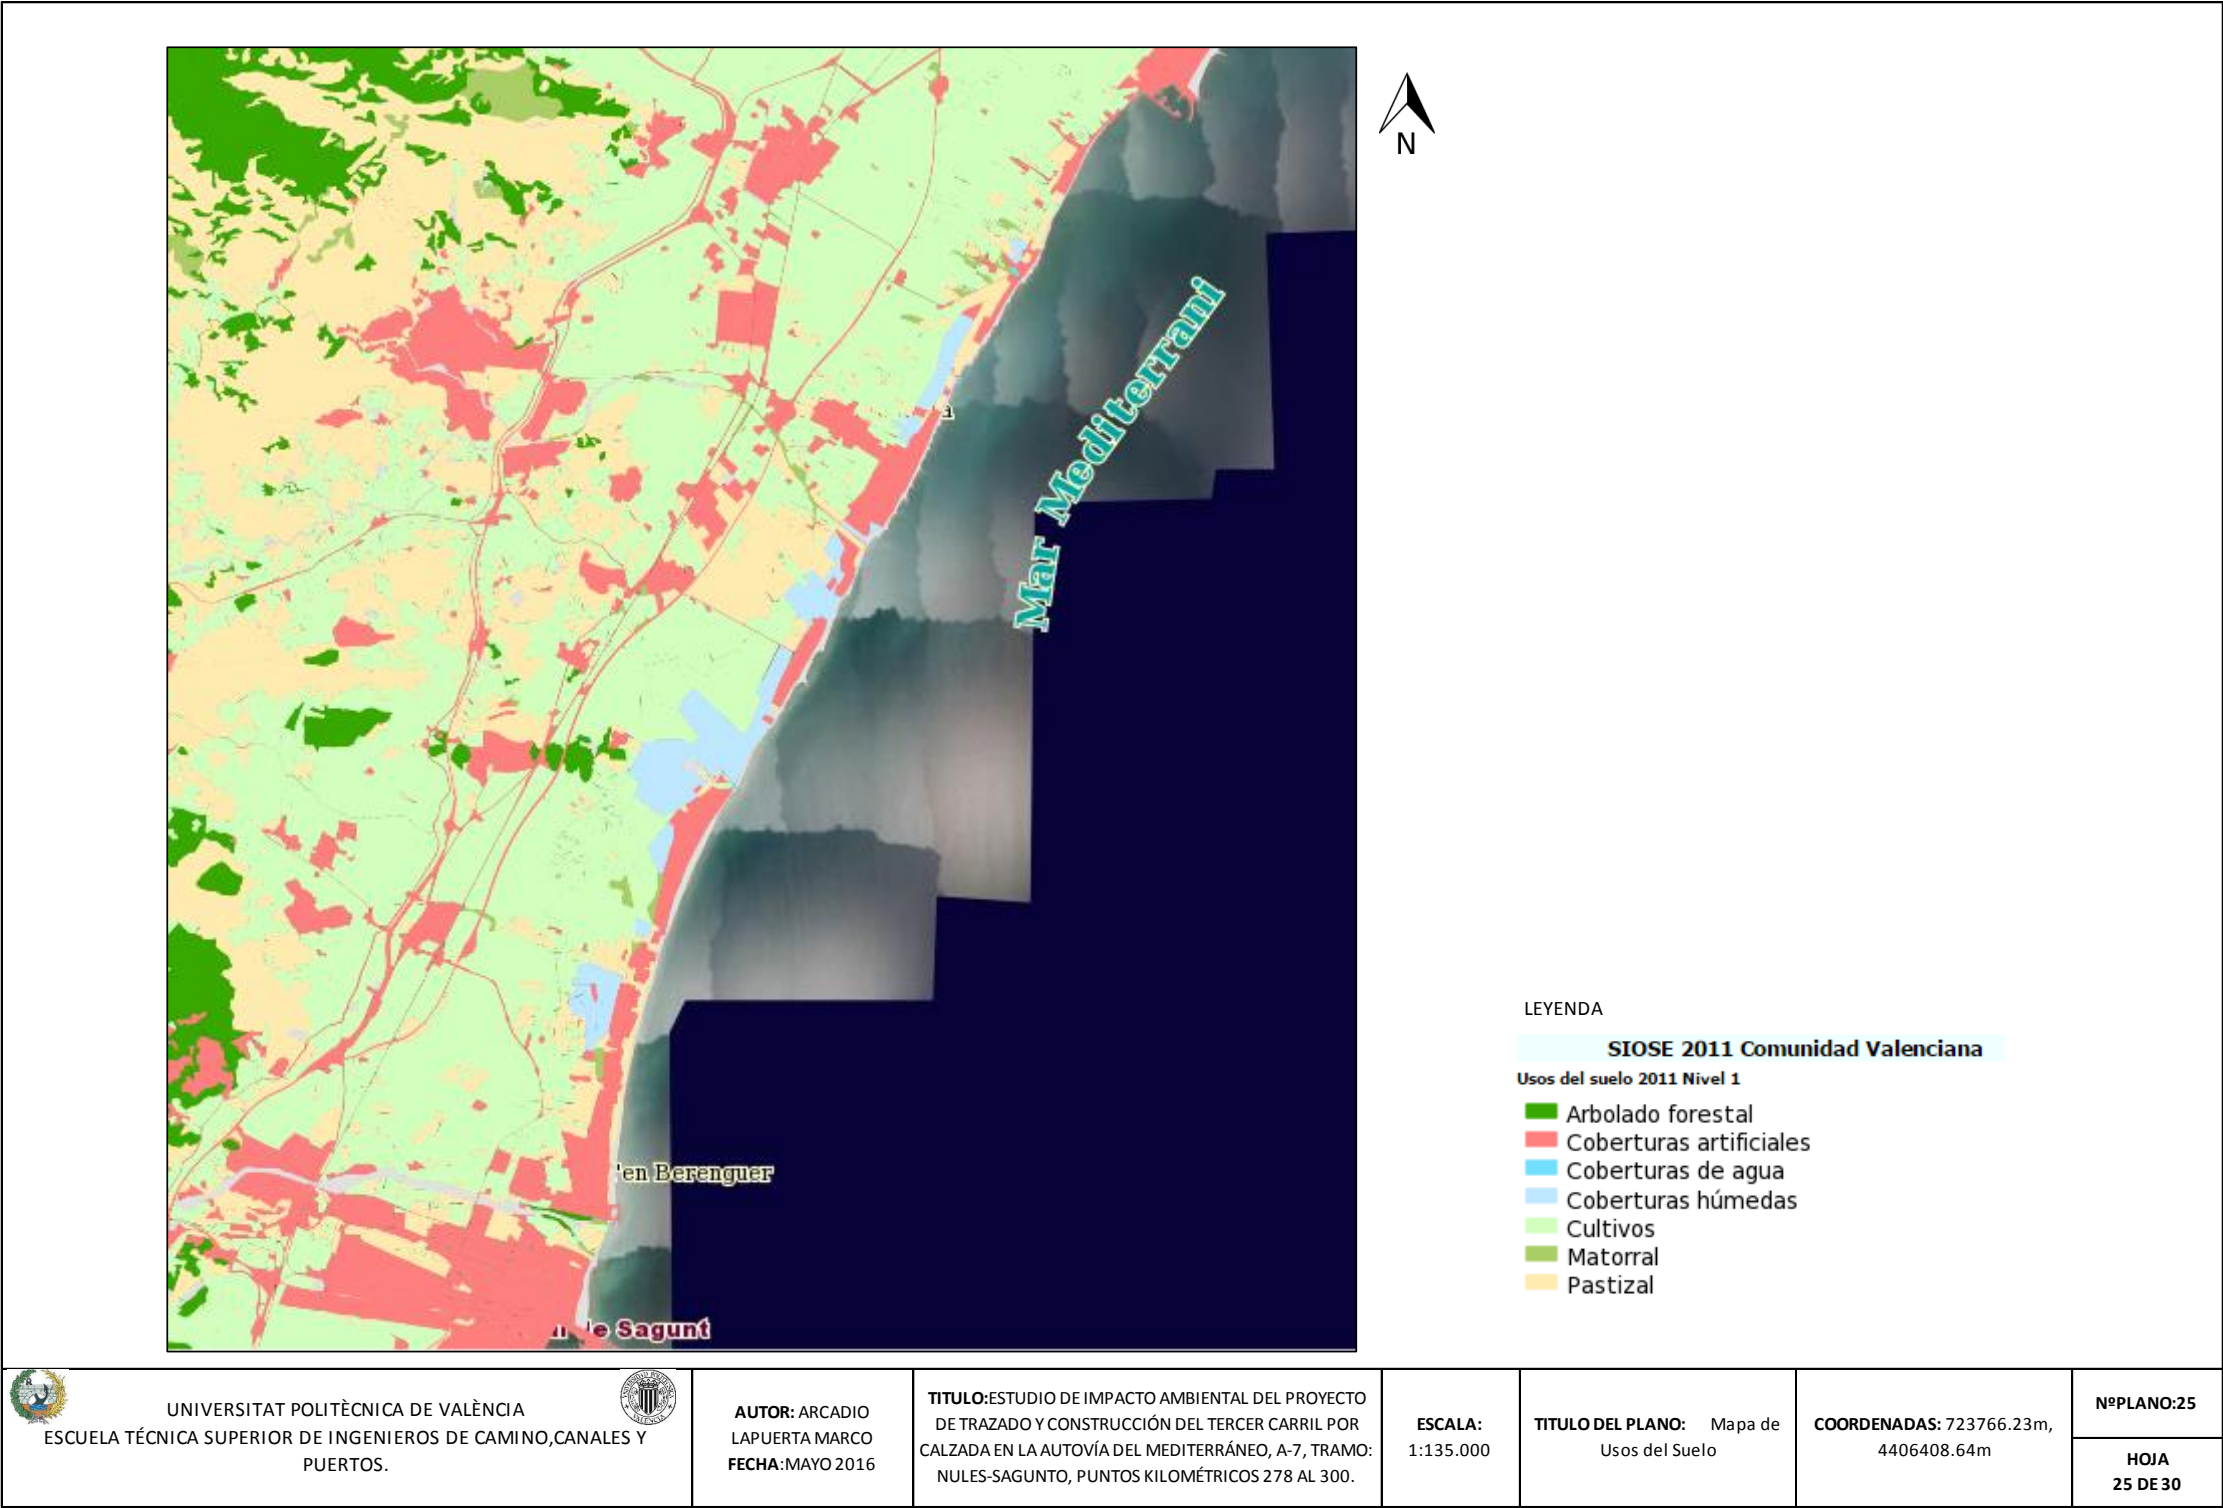 N
Mar Mediterrani
a
'en Berenguer
de Sagunt
LEYENDA
SIOSE 2011 Comunidad Valenciana
Usos del suelo 2011 Nivel 1
Arbolado forestal
Coberturas artificiales
Coberturas de agua
Coberturas húmedas
Cultivos
Matorral
Pastizal
UNIVERSITAT POLITÈCNICA DE VALÈNCIA
ESCUELA TÉCNICA SUPERIOR DE INGENIEROS DE CAMINO,CANALES Y
PUERTOS.
AUTOR: ARCADIO
LAPUERTA MARCO
FECHA:MAYO 2016
TITULO:ESTUDIO DE IMPACTO AMBIENTAL DEL PROYECTO
DE TRAZADO Y CONSTRUCCIÓN DEL TERCER CARRIL POR
CALZADA EN LA AUTOVÍA DEL MEDITERRÁNEO, A-7, TRAMO:
NULES-SAGUNTO, PUNTOS KILOMÉTRICOS 278 AL 300.
ESCALA:
1:135.000
TITULO DEL PLANO: Mapa de
Usos del Suelo
COORDENADAS: 723766.23m,
4406408.64m
NºPLANO:25
HOJA
25 DE 30